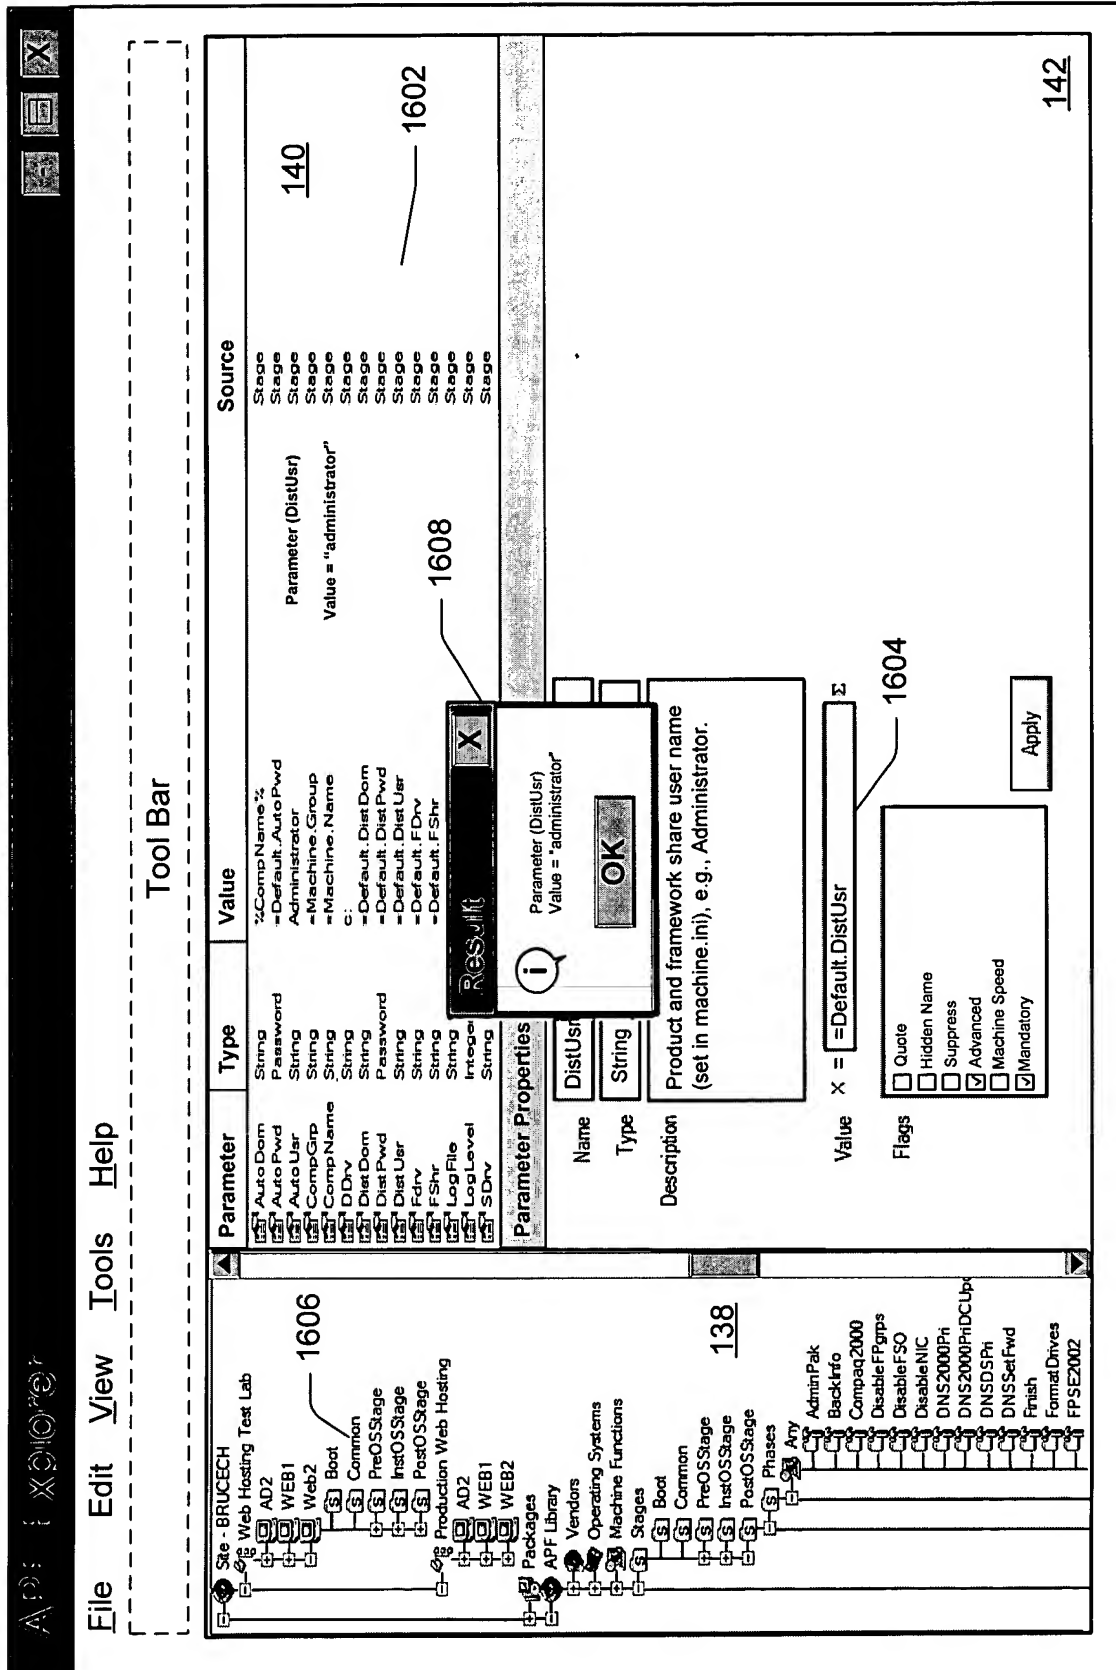 APF Explorer
File Edit View Tools Help
Tool Bar
Site - BRUCECH
Web Hosting Test Lab
AD2
WEB1
Web2
Boot
Common
PreOSStage
InstOSStage
PostOSStage
Production Web Hosting
AD2
WEB1
WEB2
Packages
APF Library
Vendors
Operating Systems
Machine Functions
Stages
Boot
Common
PreOSStage
InstOSStage
PostOSStage
Phases
Any
AdminPak
BackInfo
Compaq2000
DisableFPgrps
DisableFSO
DisableNIC
DNS2000Pri
DNS2000PriDCUpd
DNSDSPri
DNSSetFwd
Finish
FormatDrives
FPSE2002
1606
138
Parameter Type Value Source
AutoDom String %CompName% Stage
AutoPwd Password =Default.AutoPwd Stage
AutoUsr String Administrator Stage
CompGrp String =Machine.Group Stage
CompName String =Machine.Name Stage
DDrv String c: Stage
DistDom String =Default.DistDom Stage
DistPwd Password =Default.DistPwd Stage
DistUsr String =Default.DistUsr Stage
Fdrv String =Default.FDrv Stage
FShr String =Default.FShr Stage
LogFile String Stage
LogLevel Integer Stage
SDrv String Stage
Parameter (DistUsr)
Value = "administrator"
140
1602
1608
Result X
i
Parameter (DistUsr)
Value = "administrator"
OK
Parameter Properties
Name DistUsr
Type String
Description Product and framework share user name
(set in machine.ini), e.g., Administrator.
Value X = =Default.DistUsr Σ
1604
Flags
Quote
Hidden Name
Suppress
Advanced
Machine Speed
Mandatory
Apply
142